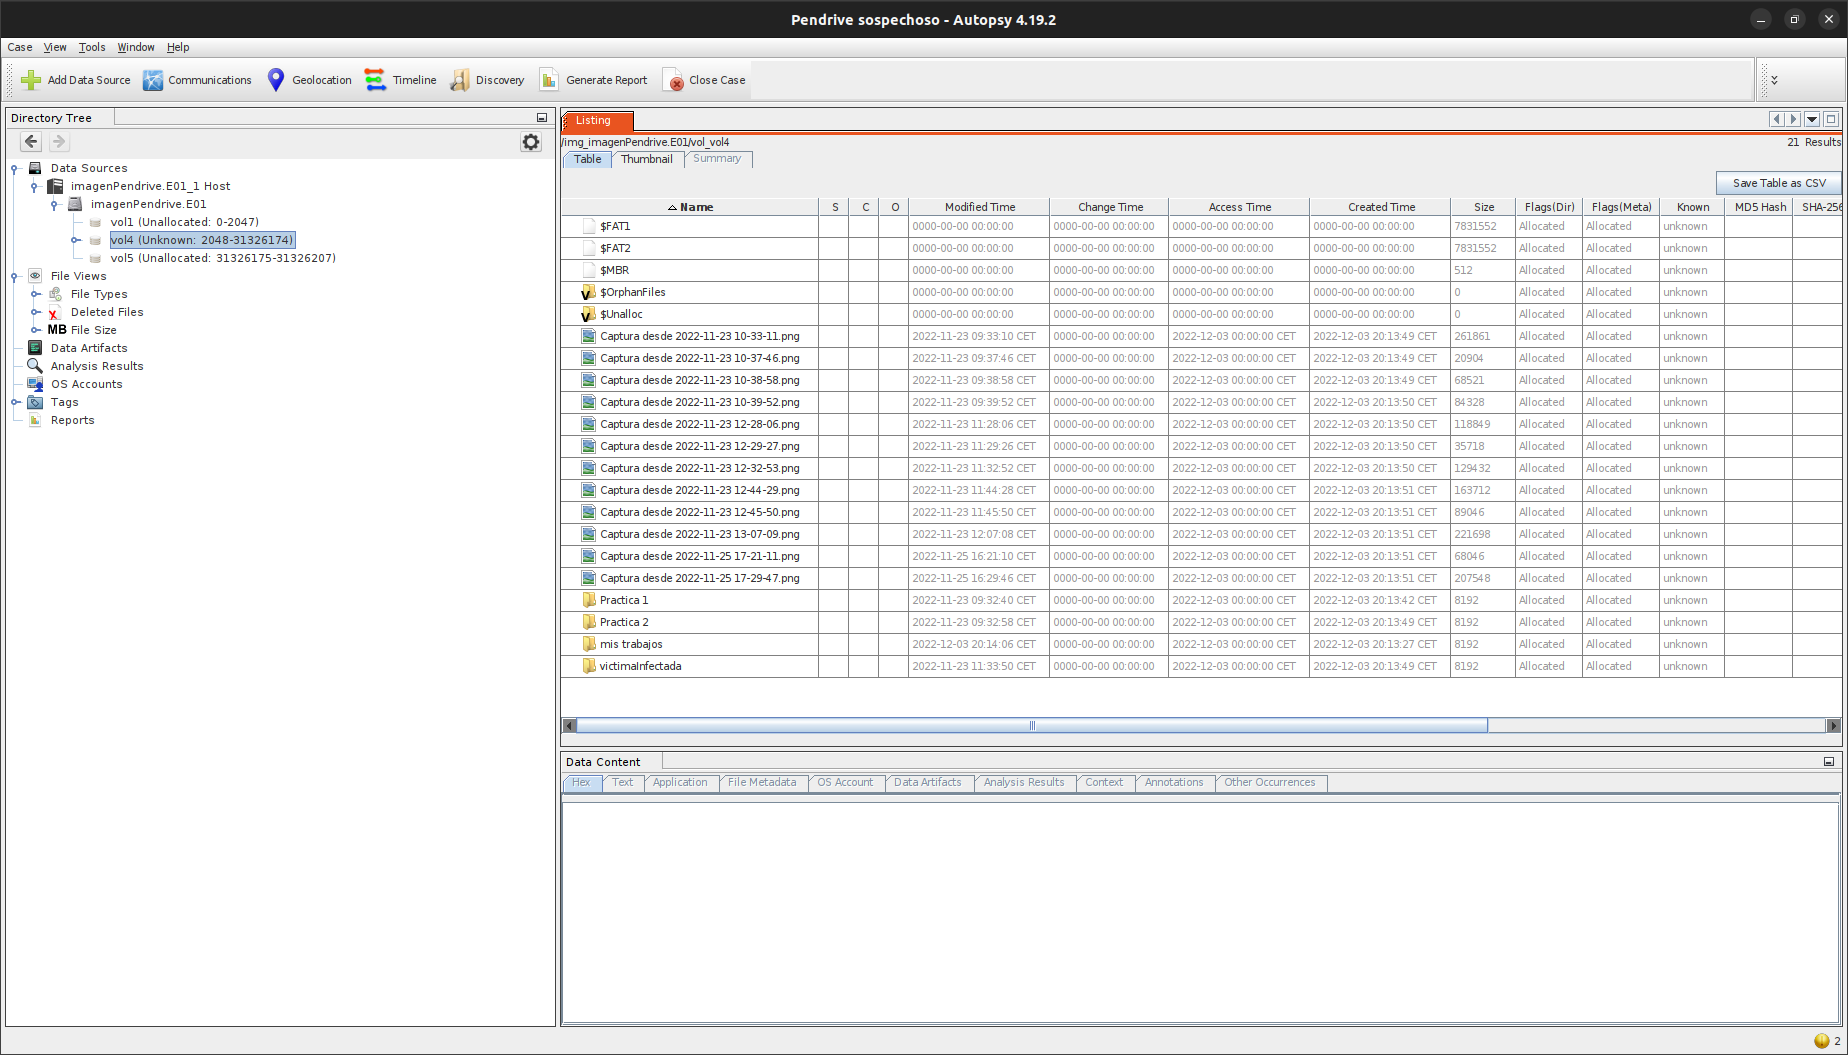 Pendrive sospechoso - Autopsy 4.19.2
Case View Tools Window Help
Add Data Source Communications Geolocation Timeline Discovery Generate Report Close Case
Directory Tree
Data Sources
imagenPendrive.E01_1 Host
imagenPendrive.E01
vol1 (Unallocated: 0-2047)
vol4 (Unknown: 2048-31326174)
vol5 (Unallocated: 31326175-31326207)
File Views
File Types
Deleted Files
MB File Size
Data Artifacts
Analysis Results
OS Accounts
Tags
Reports
Listing
/img_imagenPendrive.E01/vol_vol4 21 Results
Table Thumbnail Summary
Save Table as CSV
Name S C O Modified Time Change Time Access Time Created Time Size Flags(Dir) Flags(Meta) Known MD5 Hash SHA-256
$FAT1 0000-00-00 00:00:00 0000-00-00 00:00:00 0000-00-00 00:00:00 0000-00-00 00:00:00 7831552 Allocated Allocated unknown
$FAT2 0000-00-00 00:00:00 0000-00-00 00:00:00 0000-00-00 00:00:00 0000-00-00 00:00:00 7831552 Allocated Allocated unknown
$MBR 0000-00-00 00:00:00 0000-00-00 00:00:00 0000-00-00 00:00:00 0000-00-00 00:00:00 512 Allocated Allocated unknown
V $OrphanFiles 0000-00-00 00:00:00 0000-00-00 00:00:00 0000-00-00 00:00:00 0000-00-00 00:00:00 0 Allocated Allocated unknown
V $Unalloc 0000-00-00 00:00:00 0000-00-00 00:00:00 0000-00-00 00:00:00 0000-00-00 00:00:00 0 Allocated Allocated unknown
Captura desde 2022-11-23 10-33-11.png 2022-11-23 09:33:10 CET 0000-00-00 00:00:00 2022-12-03 00:00:00 CET 2022-12-03 20:13:49 CET 261861 Allocated Allocated unknown
Captura desde 2022-11-23 10-37-46.png 2022-11-23 09:37:46 CET 0000-00-00 00:00:00 2022-12-03 00:00:00 CET 2022-12-03 20:13:49 CET 20904 Allocated Allocated unknown
Captura desde 2022-11-23 10-38-58.png 2022-11-23 09:38:58 CET 0000-00-00 00:00:00 2022-12-03 00:00:00 CET 2022-12-03 20:13:49 CET 68521 Allocated Allocated unknown
Captura desde 2022-11-23 10-39-52.png 2022-11-23 09:39:52 CET 0000-00-00 00:00:00 2022-12-03 00:00:00 CET 2022-12-03 20:13:50 CET 84328 Allocated Allocated unknown
Captura desde 2022-11-23 12-28-06.png 2022-11-23 11:28:06 CET 0000-00-00 00:00:00 2022-12-03 00:00:00 CET 2022-12-03 20:13:50 CET 118849 Allocated Allocated unknown
Captura desde 2022-11-23 12-29-27.png 2022-11-23 11:29:26 CET 0000-00-00 00:00:00 2022-12-03 00:00:00 CET 2022-12-03 20:13:50 CET 35718 Allocated Allocated unknown
Captura desde 2022-11-23 12-32-53.png 2022-11-23 11:32:52 CET 0000-00-00 00:00:00 2022-12-03 00:00:00 CET 2022-12-03 20:13:50 CET 129432 Allocated Allocated unknown
Captura desde 2022-11-23 12-44-29.png 2022-11-23 11:44:28 CET 0000-00-00 00:00:00 2022-12-03 00:00:00 CET 2022-12-03 20:13:51 CET 163712 Allocated Allocated unknown
Captura desde 2022-11-23 12-45-50.png 2022-11-23 11:45:50 CET 0000-00-00 00:00:00 2022-12-03 00:00:00 CET 2022-12-03 20:13:51 CET 89046 Allocated Allocated unknown
Captura desde 2022-11-23 13-07-09.png 2022-11-23 12:07:08 CET 0000-00-00 00:00:00 2022-12-03 00:00:00 CET 2022-12-03 20:13:51 CET 221698 Allocated Allocated unknown
Captura desde 2022-11-25 17-21-11.png 2022-11-25 16:21:10 CET 0000-00-00 00:00:00 2022-12-03 00:00:00 CET 2022-12-03 20:13:51 CET 68046 Allocated Allocated unknown
Captura desde 2022-11-25 17-29-47.png 2022-11-25 16:29:46 CET 0000-00-00 00:00:00 2022-12-03 00:00:00 CET 2022-12-03 20:13:51 CET 207548 Allocated Allocated unknown
Practica 1 2022-11-23 09:32:40 CET 0000-00-00 00:00:00 2022-12-03 00:00:00 CET 2022-12-03 20:13:42 CET 8192 Allocated Allocated unknown
Practica 2 2022-11-23 09:32:58 CET 0000-00-00 00:00:00 2022-12-03 00:00:00 CET 2022-12-03 20:13:49 CET 8192 Allocated Allocated unknown
mis trabajos 2022-12-03 20:14:06 CET 0000-00-00 00:00:00 2022-12-03 00:00:00 CET 2022-12-03 20:13:27 CET 8192 Allocated Allocated unknown
victimaInfectada 2022-11-23 11:33:50 CET 0000-00-00 00:00:00 2022-12-03 00:00:00 CET 2022-12-03 20:13:49 CET 8192 Allocated Allocated unknown
Data Content
Hex Text Application File Metadata OS Account Data Artifacts Analysis Results Context Annotations Other Occurrences
2